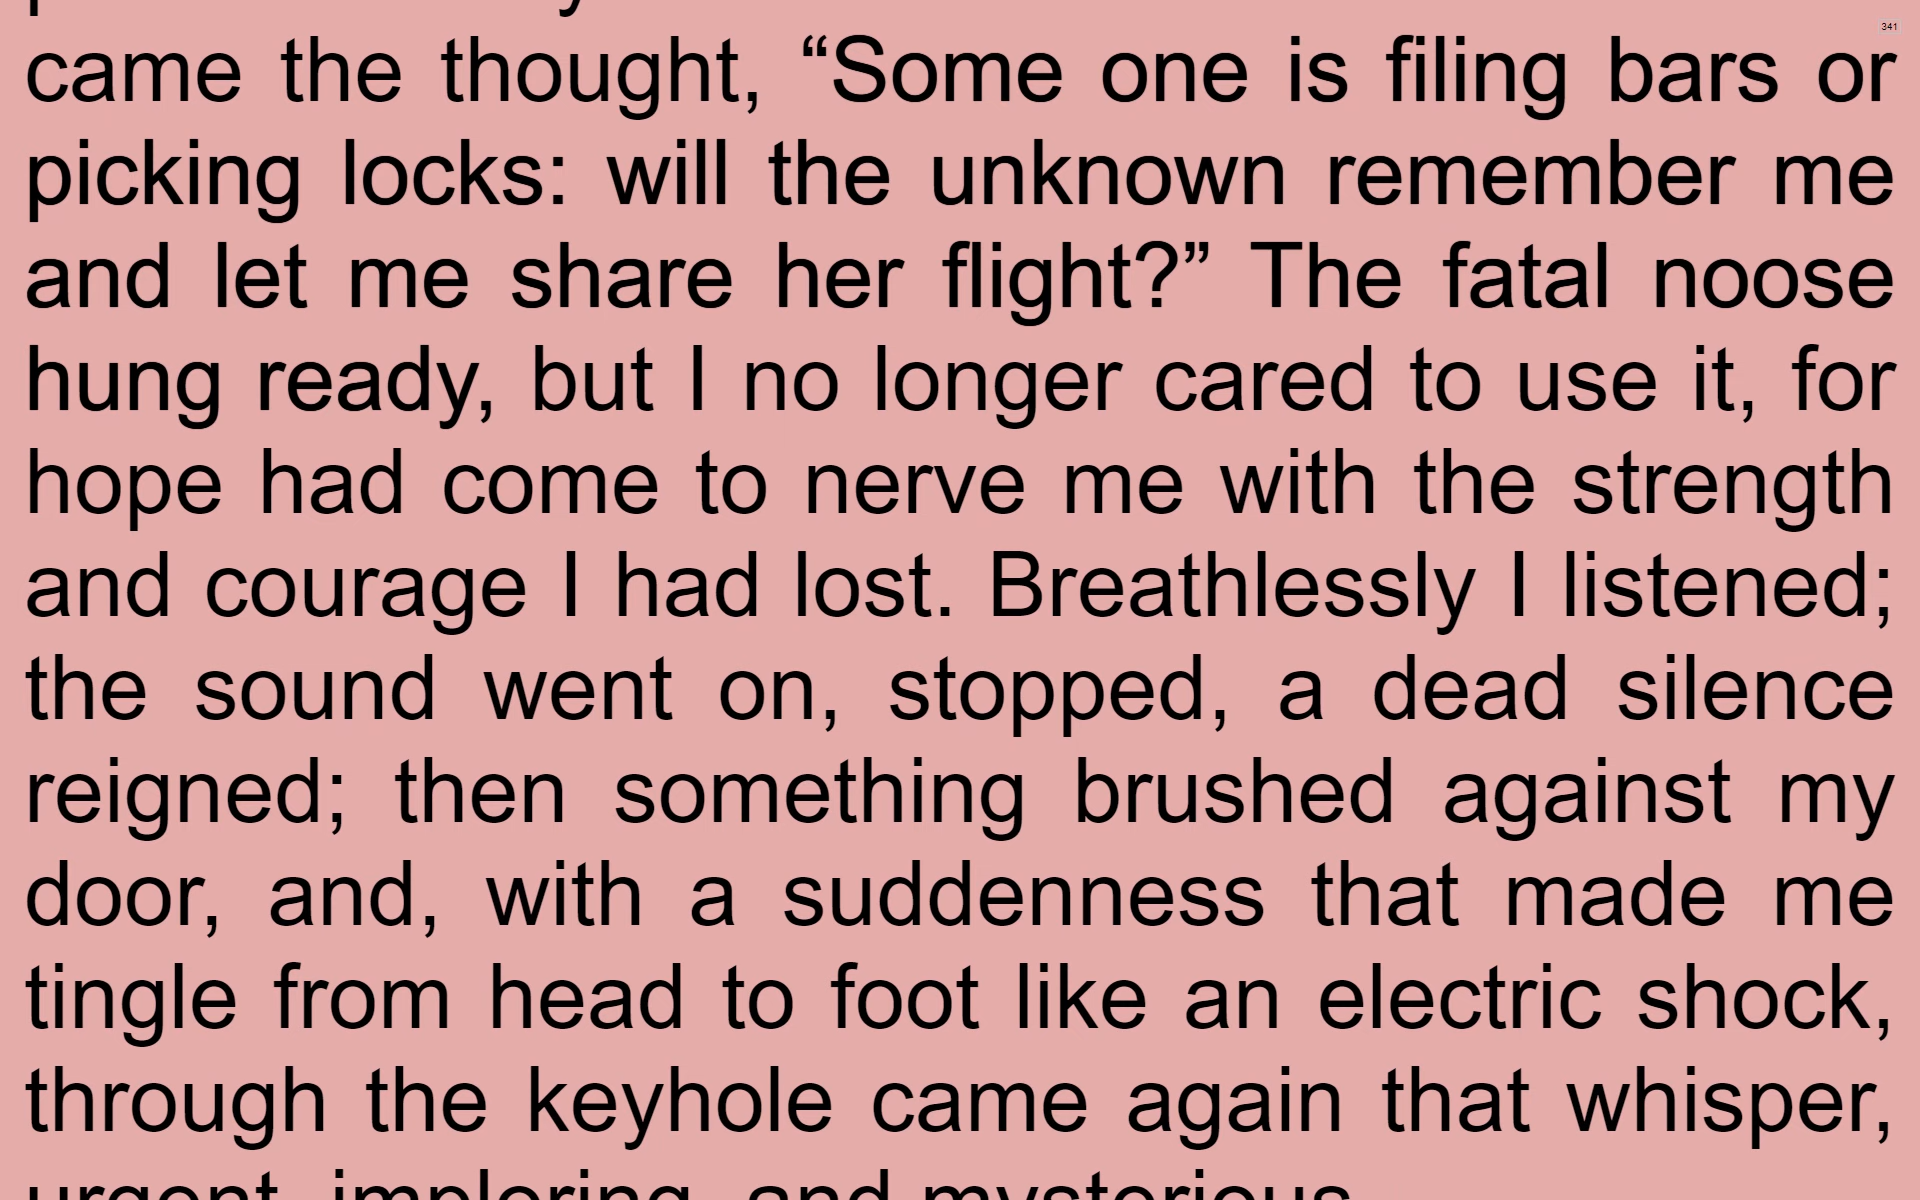 341
came the thought, “Some one is filing bars or
picking locks: will the unknown remember me
and let me share her flight?” The fatal noose
hung ready, but I no longer cared to use it, for
hope had come to nerve me with the strength
and courage I had lost. Breathlessly I listened;
the sound went on, stopped, a dead silence
reigned; then something brushed against my
door, and, with a suddenness that made me
tingle from head to foot like an electric shock,
through the keyhole came again that whisper,
urgent, imploring, and mysterious